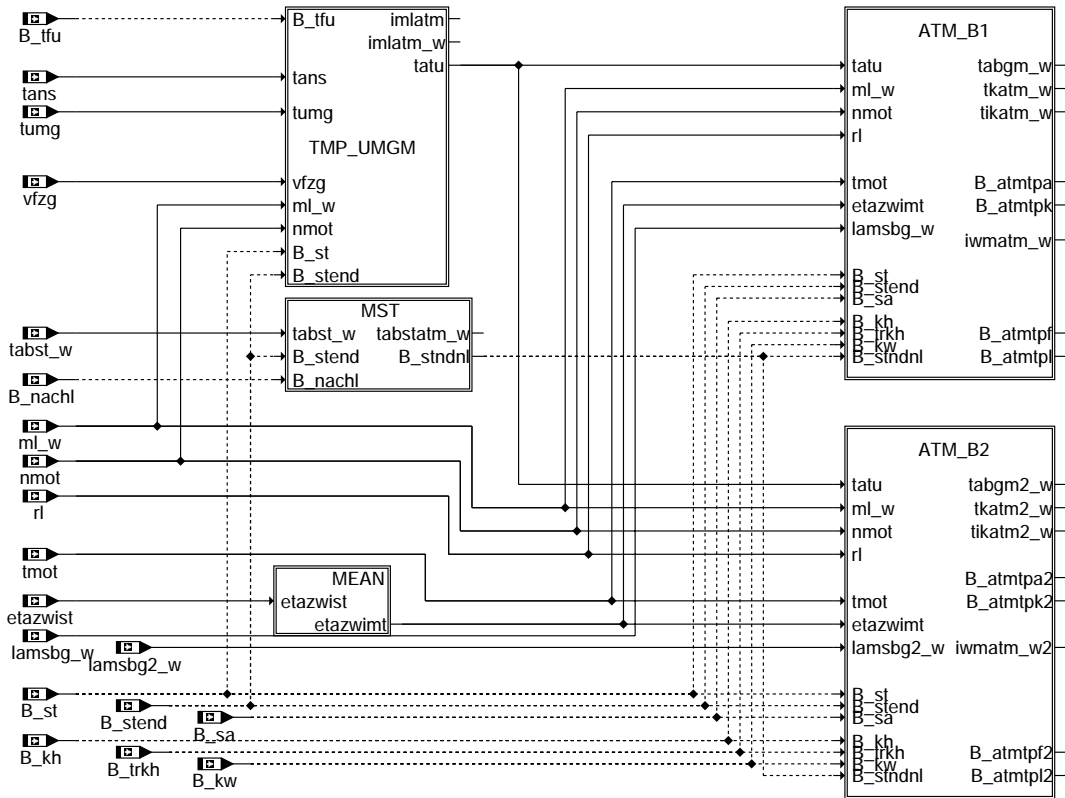 B_tfu
tans
tumg
vfzg
tabst_w
B_nachl
ml_w
nmot
rl
tmot
etazwist
lamsbg_w
lamsbg2_w
B_st
B_stend
B_sa
B_kh
B_trkh
B_kw
B_tfu imlatm
imlatm_w
tatu
tans
tumg
TMP_UMGM
vfzg
ml_w
nmot
B_st
B_stend
MST
tabst_w tabstatm_w
B_stend B_stndnl
B_nachl
MEAN
etazwist
etazwimt
ATM_B1
tatu tabgm_w
ml_w tkatm_w
nmot tikatm_w
rl
tmot B_atmtpa
etazwimt B_atmtpk
lamsbg_w
iwmatm_w
B_st
B_stend
B_sa
B_kh
B_trkh B_atmtpf
B_kw
B_stndnl B_atmtpl
ATM_B2
tatu tabgm2_w
ml_w tkatm2_w
nmot tikatm2_w
rl
B_atmtpa2
tmot B_atmtpk2
etazwimt
lamsbg2_w iwmatm_w2
B_st
B_stend
B_sa
B_kh
B_trkh B_atmtpf2
B_kw
B_stndnl B_atmtpl2